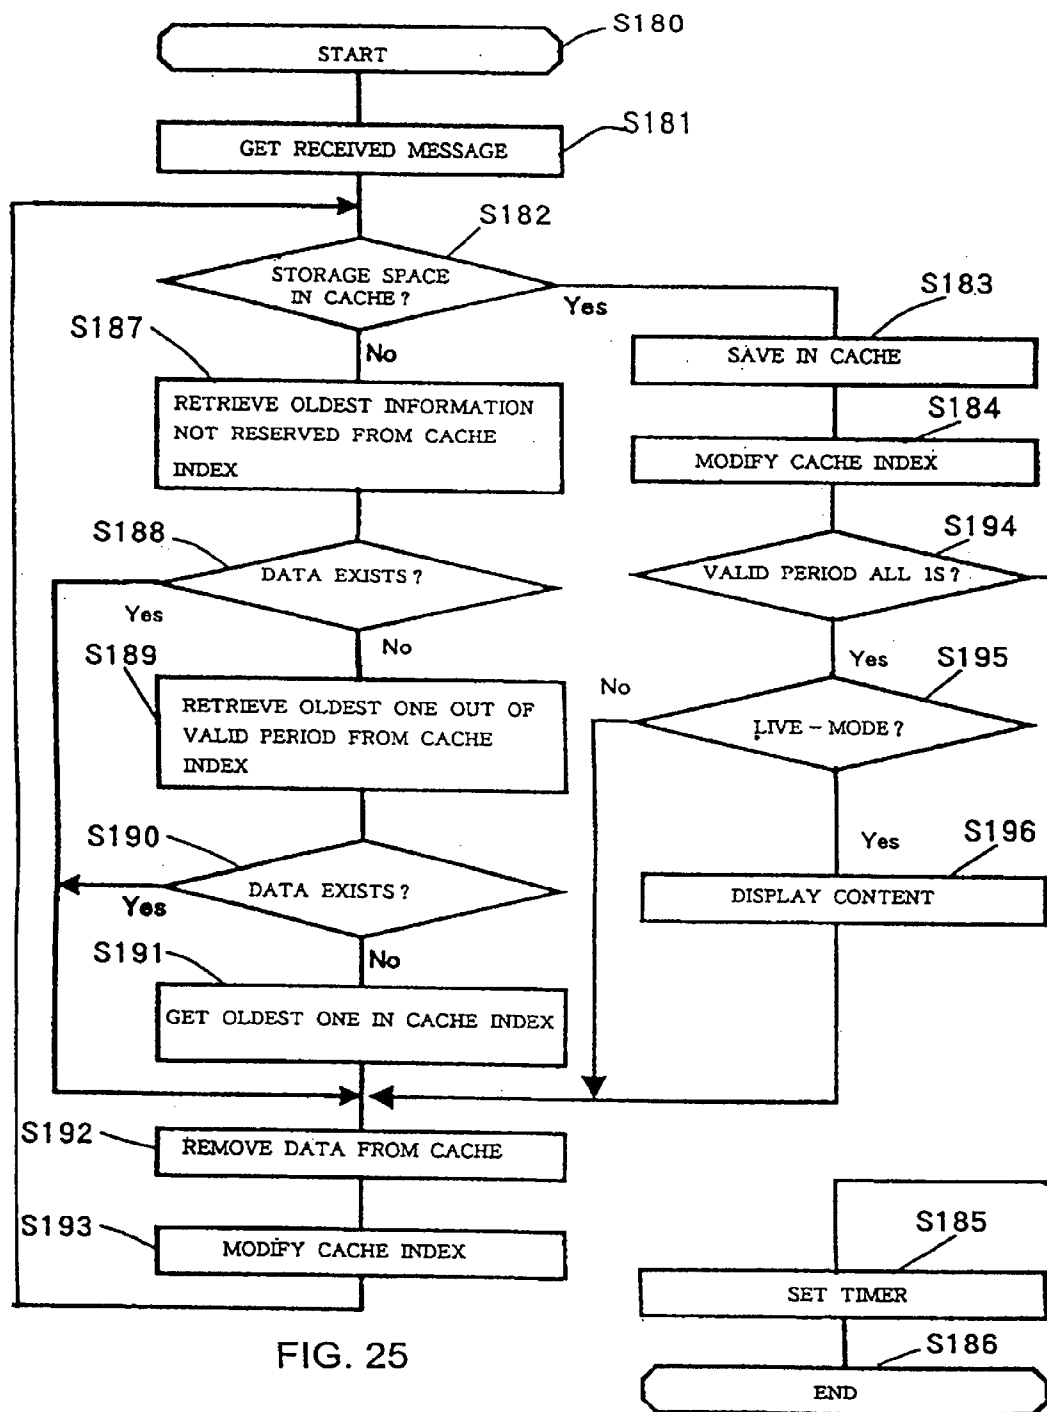 S180
START
S181
GET RECEIVED MESSAGE
S182
STORAGE SPACE
IN CACHE?
Yes
No
S183
SAVE IN CACHE
S184
MODIFY CACHE INDEX
S187
RETRIEVE OLDEST INFORMATION
NOT RESERVED FROM CACHE
INDEX
S188
DATA EXISTS?
Yes
No
S194
VALID PERIOD ALL 1S?
Yes
S189
RETRIEVE OLDEST ONE OUT OF
VALID PERIOD FROM CACHE
INDEX
S195
No
LIVE-MODE?
Yes
S190
DATA EXISTS?
Yes
No
S196
DISPLAY CONTENT
S191
GET OLDEST ONE IN CACHE INDEX
S192
REMOVE DATA FROM CACHE
S193
MODIFY CACHE INDEX
S185
SET TIMER
S186
END
FIG. 25